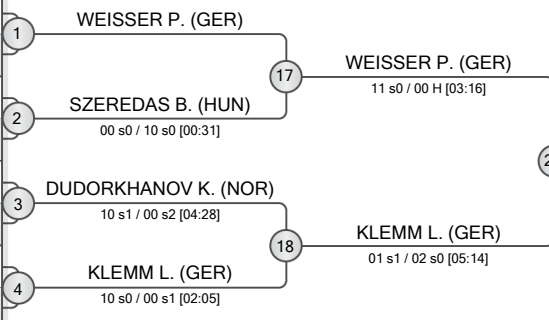 1
WEISSER P. (GER)
17
WEISSER P. (GER)
11 s0 / 00 H [03:16]
2
SZEREDAS B. (HUN)
00 s0 / 10 s0 [00:31]
3
DUDORKHANOV K. (NOR)
10 s1 / 00 s2 [04:28]
18
KLEMM L. (GER)
01 s1 / 02 s0 [05:14]
4
KLEMM L. (GER)
10 s0 / 00 s1 [02:05]